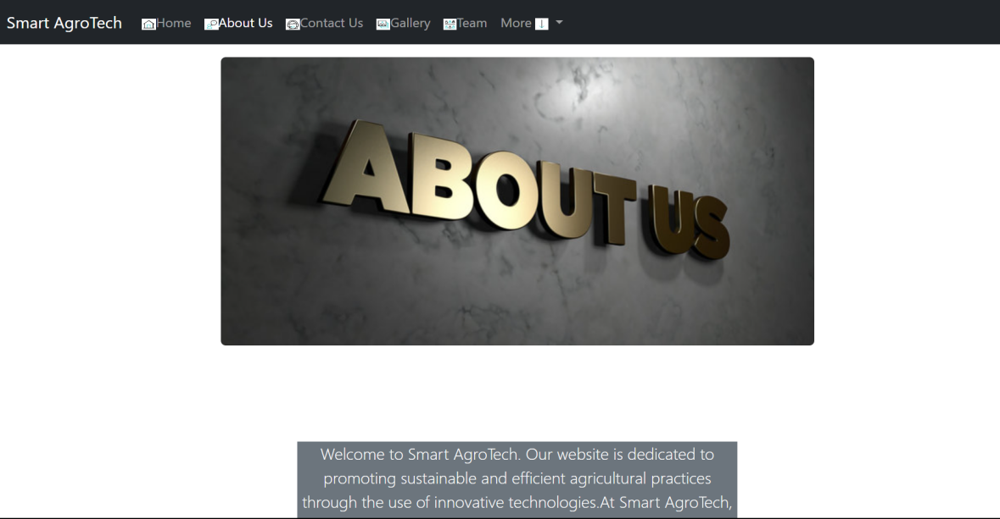 Smart AgroTech Home About Us Contact Us Gallery Team More
ABOUT US
Welcome to Smart AgroTech. Our website is dedicated to
promoting sustainable and efficient agricultural practices
through the use of innovative technologies.At Smart AgroTech,